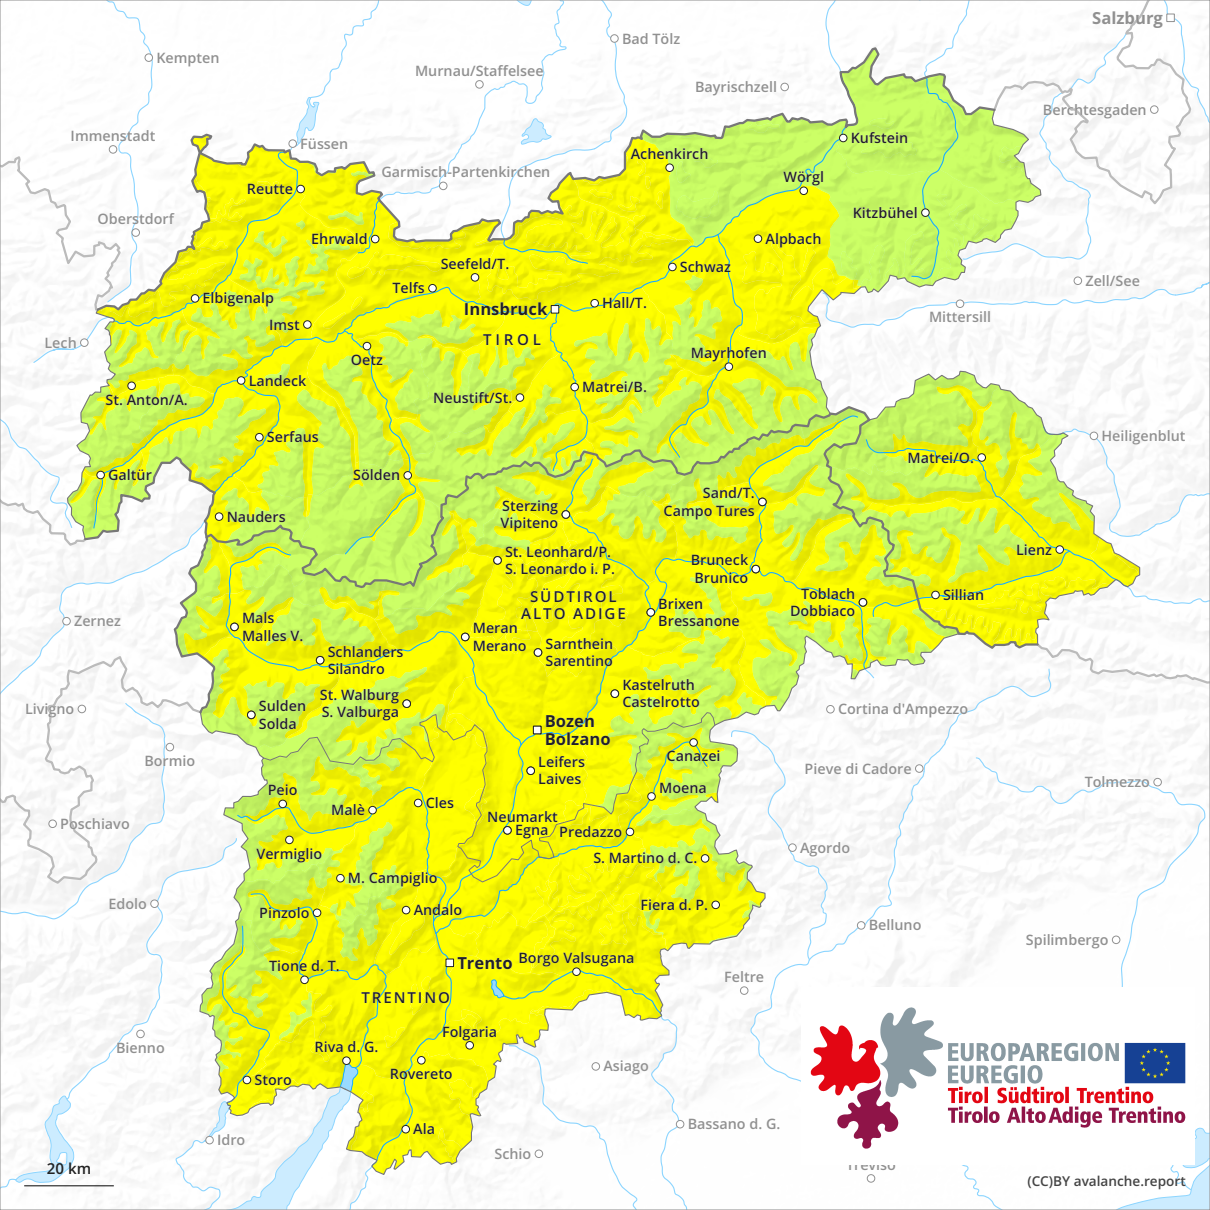 Salzburg
Bad Tölz
Kempten
Murnau/Staffelsee
Bayrischzell
Berchtesgaden
Immenstadt
Füssen
Kufstein
Achenkirch
Garmisch-Partenkirchen
Wörgl
Reutte
Oberstdorf
Kitzbühel
Ehrwald
Alpbach
Seefeld/T.
Schwaz
Zell/See
Telfs
Elbigenalp
Hall/T.
Innsbruck
Mittersill
Imst
TIROL
Lech
Oetz
Mayrhofen
Landeck
Matrei/B.
St. Anton/A.
Neustift/St.
Serfaus
Heiligenblut
Matrei/O.
Galtür
Sölden
Sand/T.
Campo Tures
Sterzing
Vipiteno
Nauders
St. Leonhard/P.
S. Leonardo i. P.
Lienz
Bruneck
Brunico
SÜDTIROL
ALTO ADIGE
Toblach
Dobbiaco
Sillian
Brixen
Bressanone
Zernez
Mals
Malles V.
Meran
Merano
Sarnthein
Sarentino
Schlanders
Silandro
Kastelruth
Castelrotto
St. Walburg
S. Valburga
Livigno
Sulden
Solda
Cortina d'Ampezzo
Bozen
Bolzano
Bormio
Canazei
Leifers
Laives
Pieve di Cadore
Tolmezzo
Peio
Moena
Malè
Cles
Neumarkt
Egna
Predazzo
Poschiavo
Vermiglio
Agordo
S. Martino d. C.
M. Campiglio
Edolo
Pinzolo
Andalo
Fiera d. P.
Belluno
Spilimbergo
Tione d. T.
Trento
Borgo Valsugana
Feltre
TRENTINO
Folgaria
Bienno
Riva d. G.
Rovereto
Asiago
Storo
EUROPAREGION
EUREGIO
Tirol Südtirol Trentino
Tirolo Alto Adige Trentino
Ala
Bassano d. G.
Idro
Schio
Treviso
20 km
(CC)BY avalanche.report